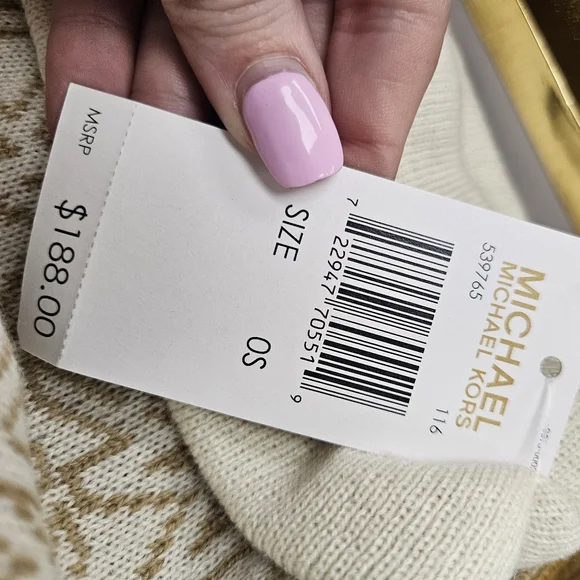 MICHAEL
MICHAEL KORS
539765
116
7 22947 70551 9
SIZE
OS
MSRP
$188.00